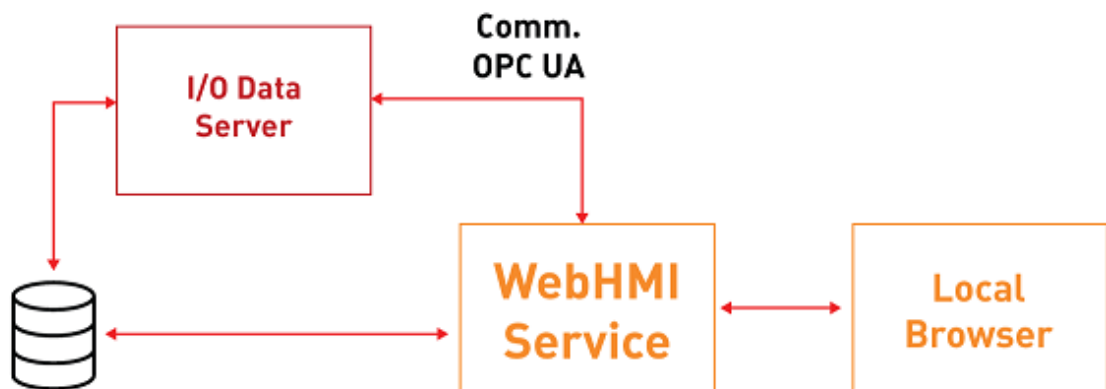 Comm.
OPC UA
I/O Data
Server
WebHMI
Service
Local
Browser